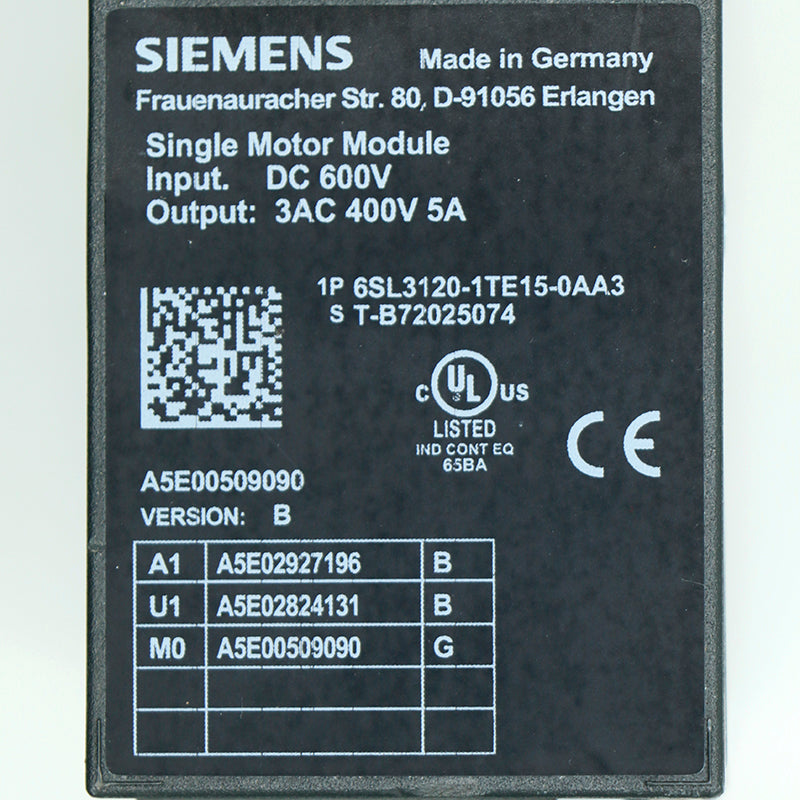 SIEMENS Made in Germany
Frauenauracher Str. 80, D-91056 Erlangen
Single Motor Module
Input. DC 600V
Output: 3AC 400V 5A
1P 6SL3120-1TE15-0AA3
S T-B72025074
C UL US
LISTED
IND CONT EQ
65BA
CE
A5E00509090
VERSION: B
A1 A5E02927196 B
U1 A5E02824131 B
M0 A5E00509090 G